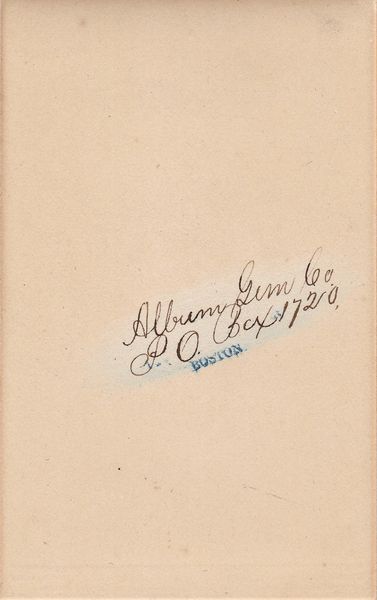 Album Gem Co
P. O. Box 1720,
BOSTON